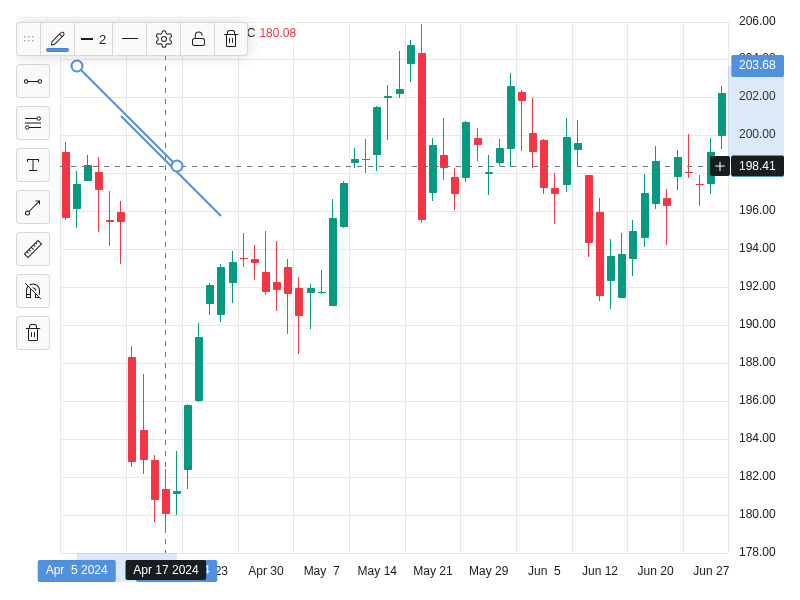 C 180.08
2
T
206.00
203.68
202.00
200.00
198.41
196.00
194.00
192.00
190.00
188.00
186.00
184.00
182.00
180.00
178.00
Apr 5 2024
Apr 17 2024
23
Apr 30
May 7
May 14
May 21
May 29
Jun 5
Jun 12
Jun 20
Jun 27